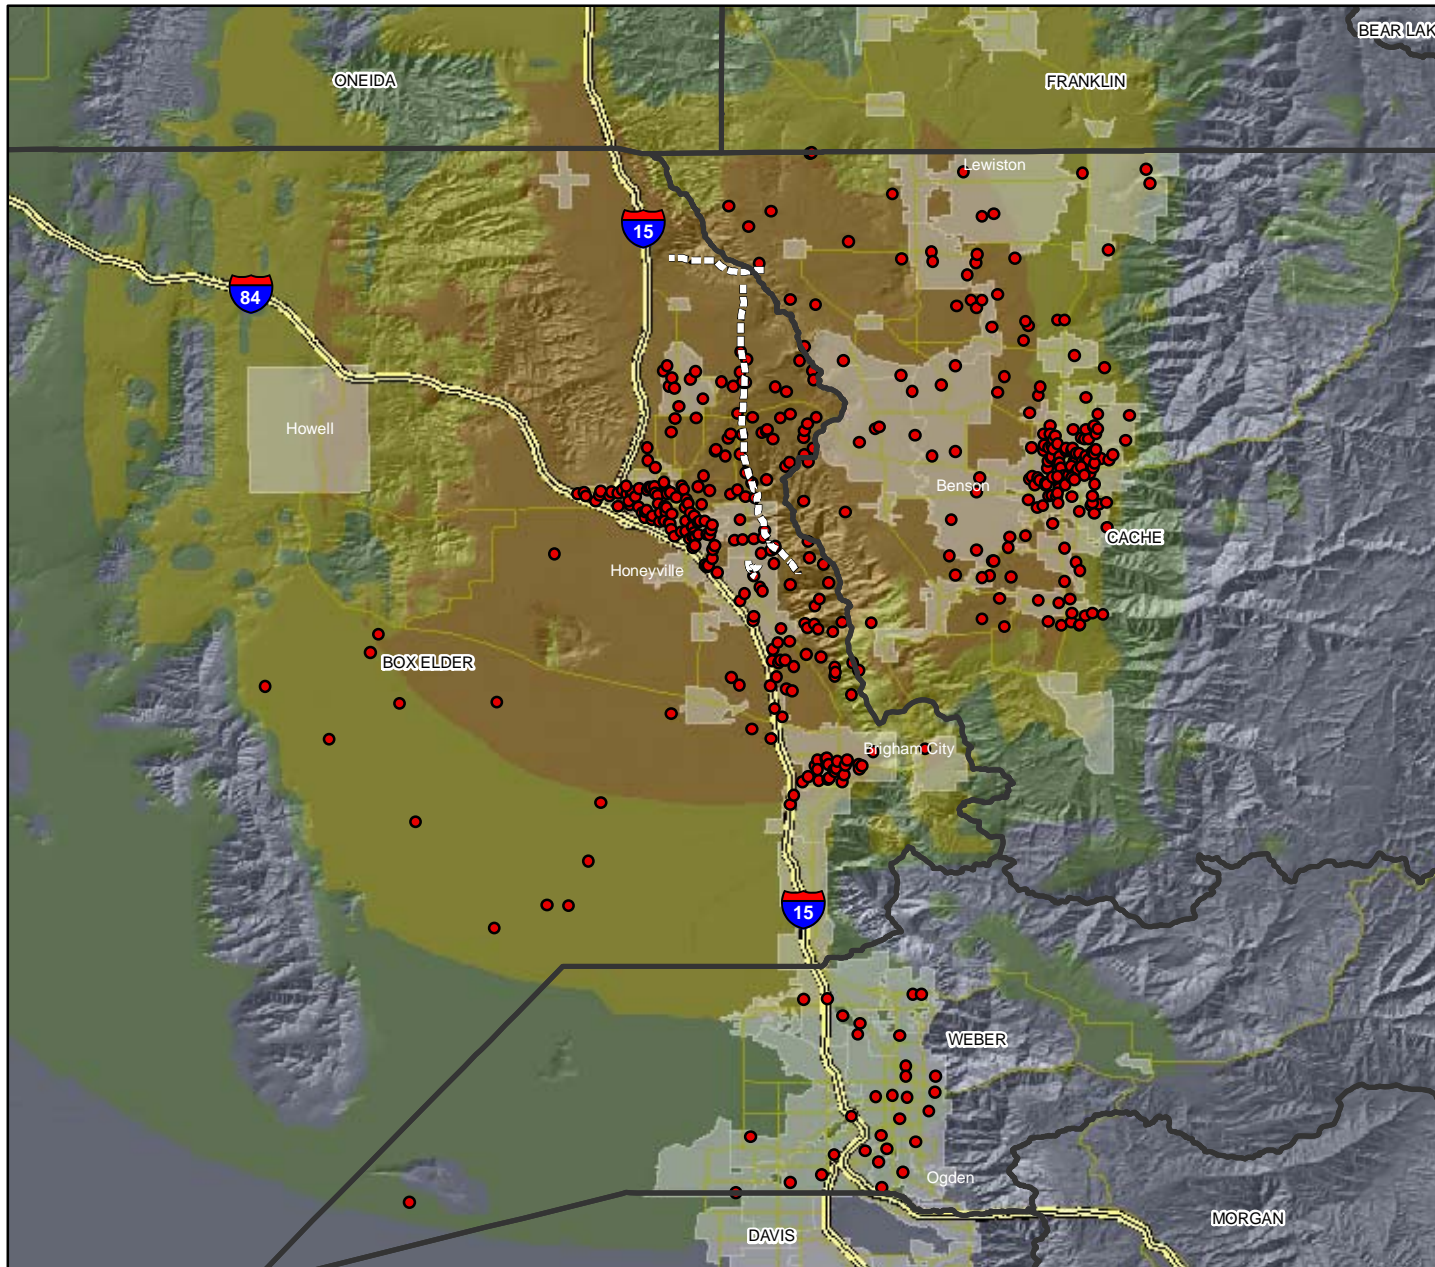 BEAR LAK
ONEIDA
FRANKLIN
Lewiston
15
84
Howell
Benson
CACHE
Honeyville
BOX ELDER
Brigham City
15
WEBER
Ogden
MORGAN
DAVIS